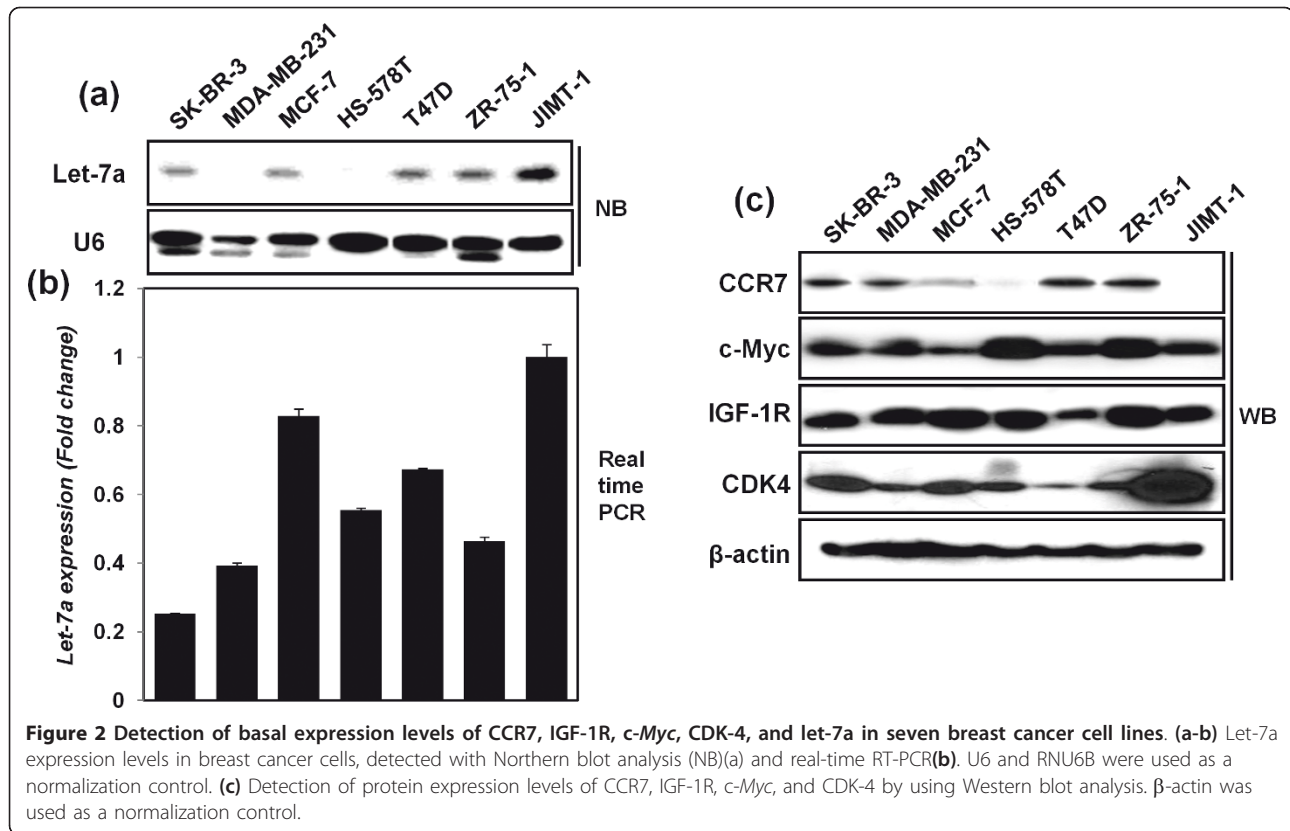 (a)
SK-BR-3
MDA-MB-231
MCF-7
HS-578T
T47D
ZR-75-1
JIMT-1
Let-7a
U6
NB
(b)
Let-7a expression (Fold change)
1.2
1
0.8
0.6
0.4
0.2
0
Real
time
PCR
(c)
SK-BR-3
MDA-MB-231
MCF-7
HS-578T
T47D
ZR-75-1
JIMT-1
CCR7
c-Myc
IGF-1R
CDK4
β-actin
WB
Figure 2 Detection of basal expression levels of CCR7, IGF-1R, c-Myc, CDK-4, and let-7a in seven breast cancer cell lines. (a-b) Let-7a
expression levels in breast cancer cells, detected with Northern blot analysis (NB)(a) and real-time RT-PCR(b). U6 and RNU6B were used as a
normalization control. (c) Detection of protein expression levels of CCR7, IGF-1R, c-Myc, and CDK-4 by using Western blot analysis. β-actin was
used as a normalization control.